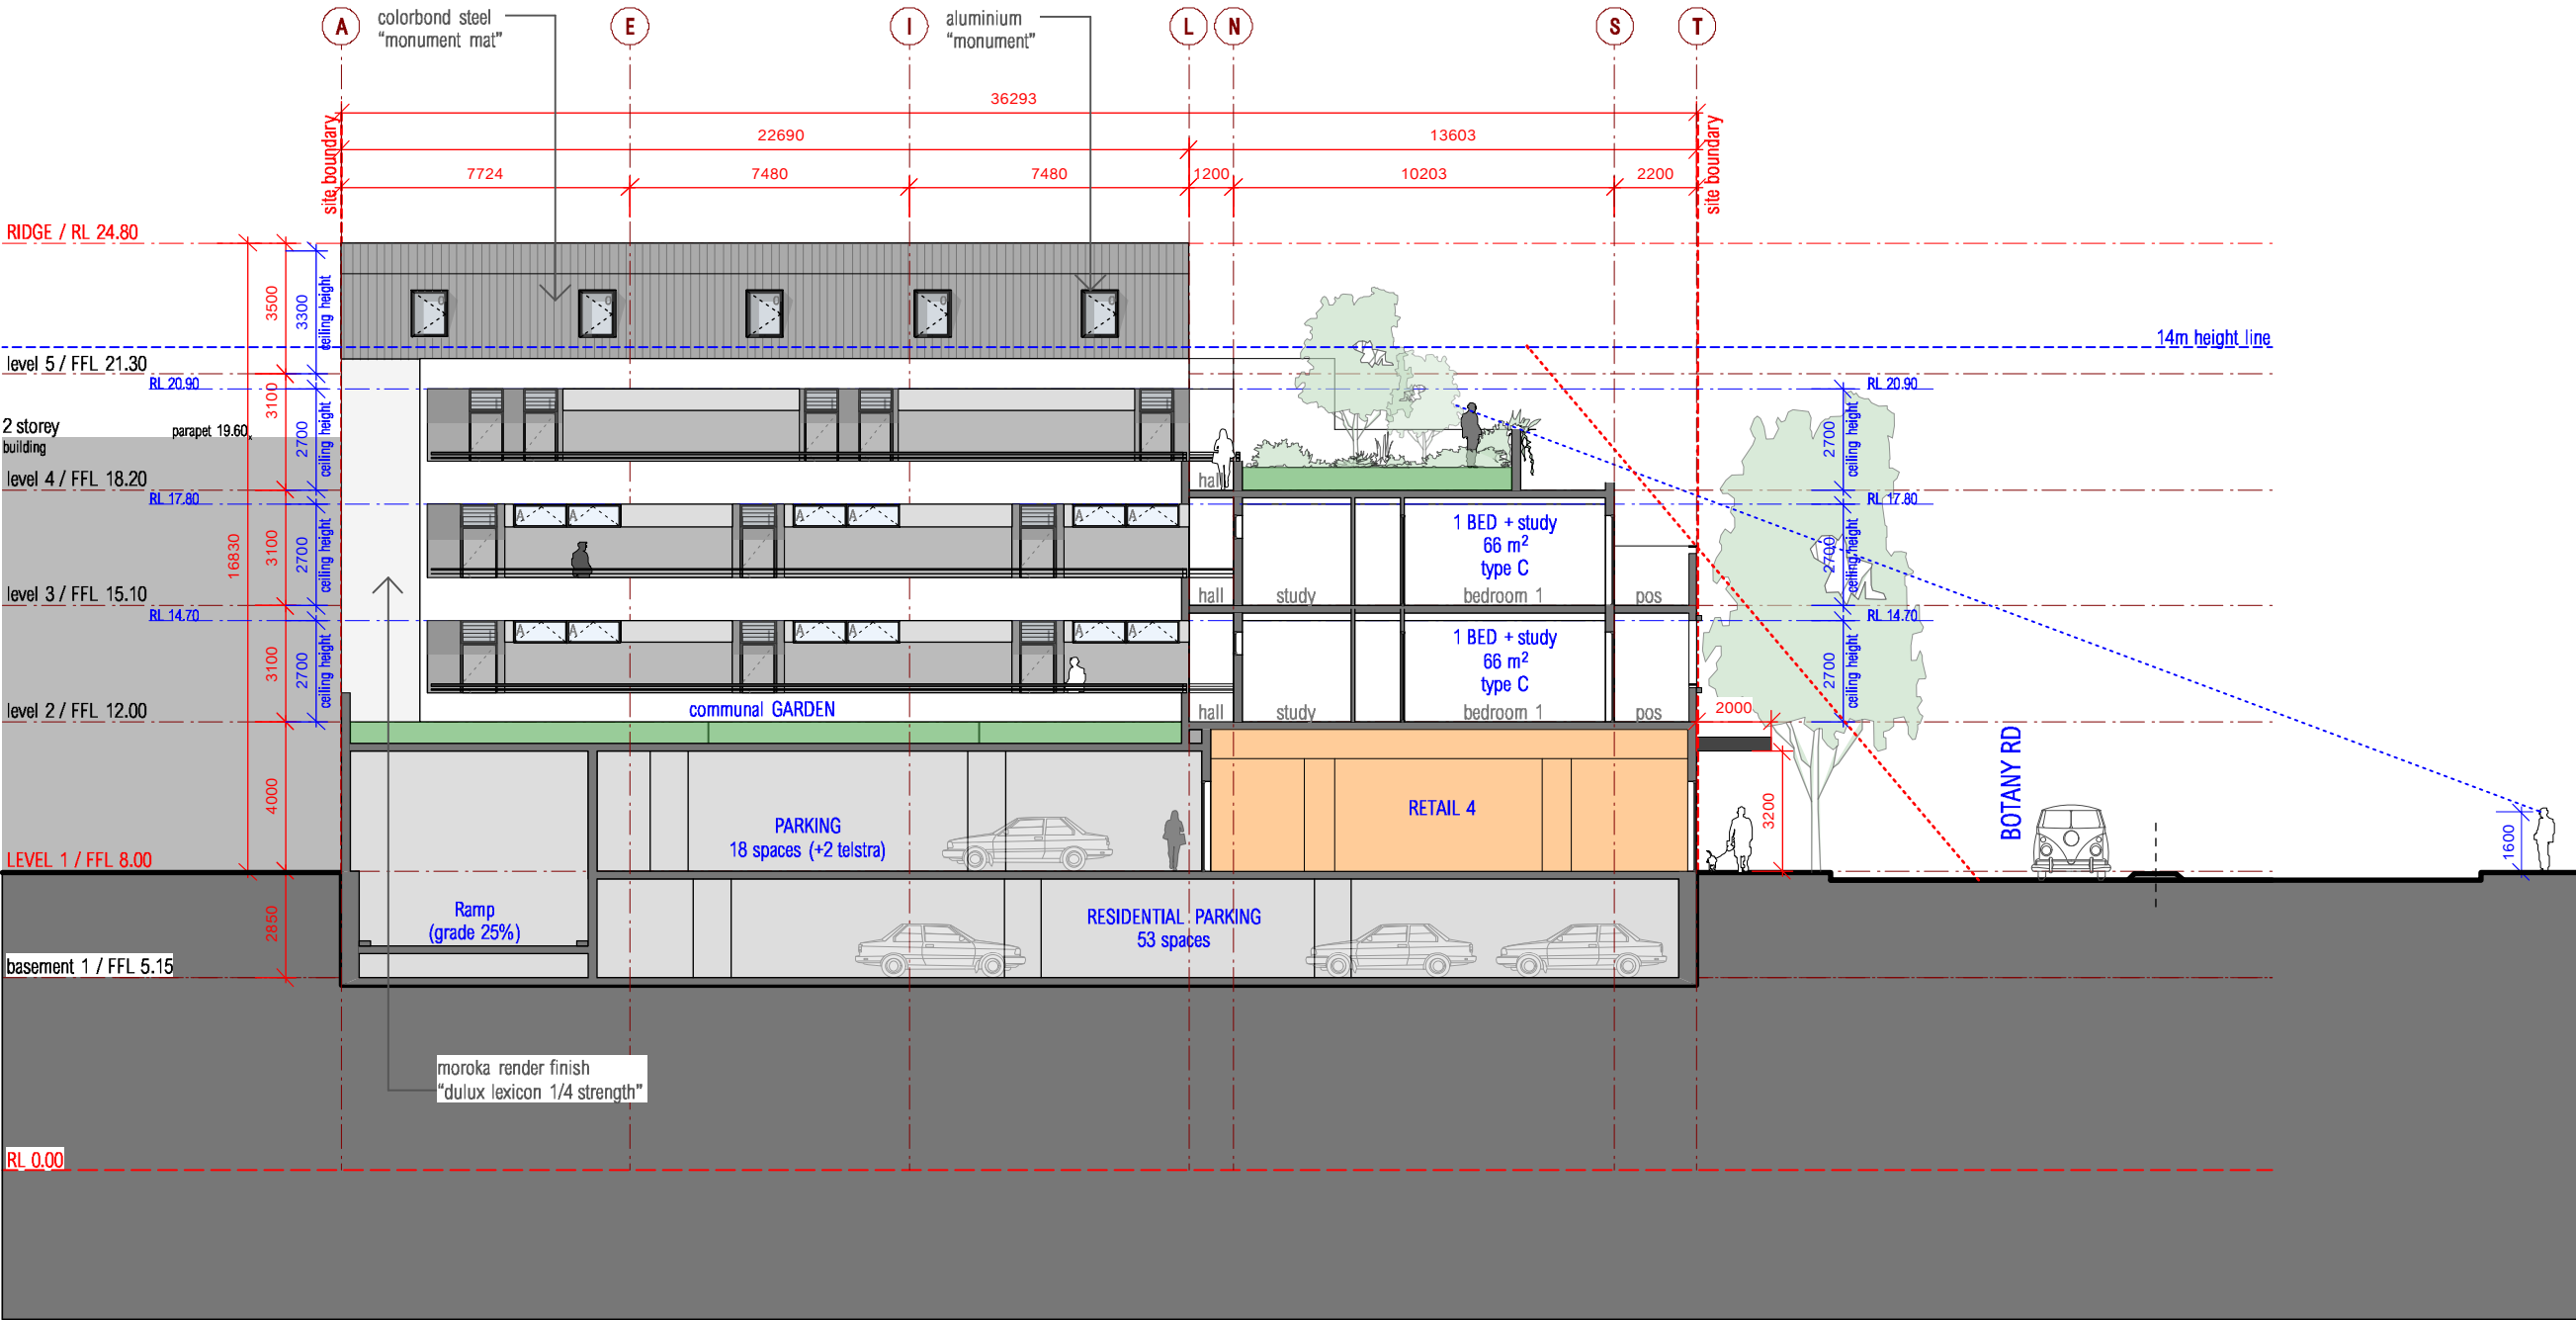 A
colorbond steel
“monument mat”
E
I
aluminium
“monument”
L
N
S
T
36293
22690
13603
7724
7480
7480
1200
10203
2200
site boundary
site boundary
RIDGE / RL 24.80
3500
3300
ceiling height
14m height line
level 5 / FFL 21.30
RL 20.90
RL 20.90
3100
2700
ceiling height
2700
ceiling height
2 storey
building
parapet 19.60
level 4 / FFL 18.20
hall
RL 17.80
RL 17.80
A
A
A
A
A
A
16830
3100
2700
ceiling height
1 BED + study
66 m²
type C
2700
ceiling height
level 3 / FFL 15.10
hall
study
bedroom 1
pos
RL 14.70
RL 14.70
A
A
A
A
A
A
3100
2700
ceiling height
1 BED + study
66 m²
type C
2700
ceiling height
level 2 / FFL 12.00
communal GARDEN
hall
study
bedroom 1
pos
2000
4000
PARKING
18 spaces (+2 telstra)
RETAIL 4
3200
BOTANY RD
1600
LEVEL 1 / FFL 8.00
2850
Ramp
(grade 25%)
RESIDENTIAL PARKING
53 spaces
basement 1 / FFL 5.15
moroka render finish
“dulux lexicon 1/4 strength”
RL 0.00